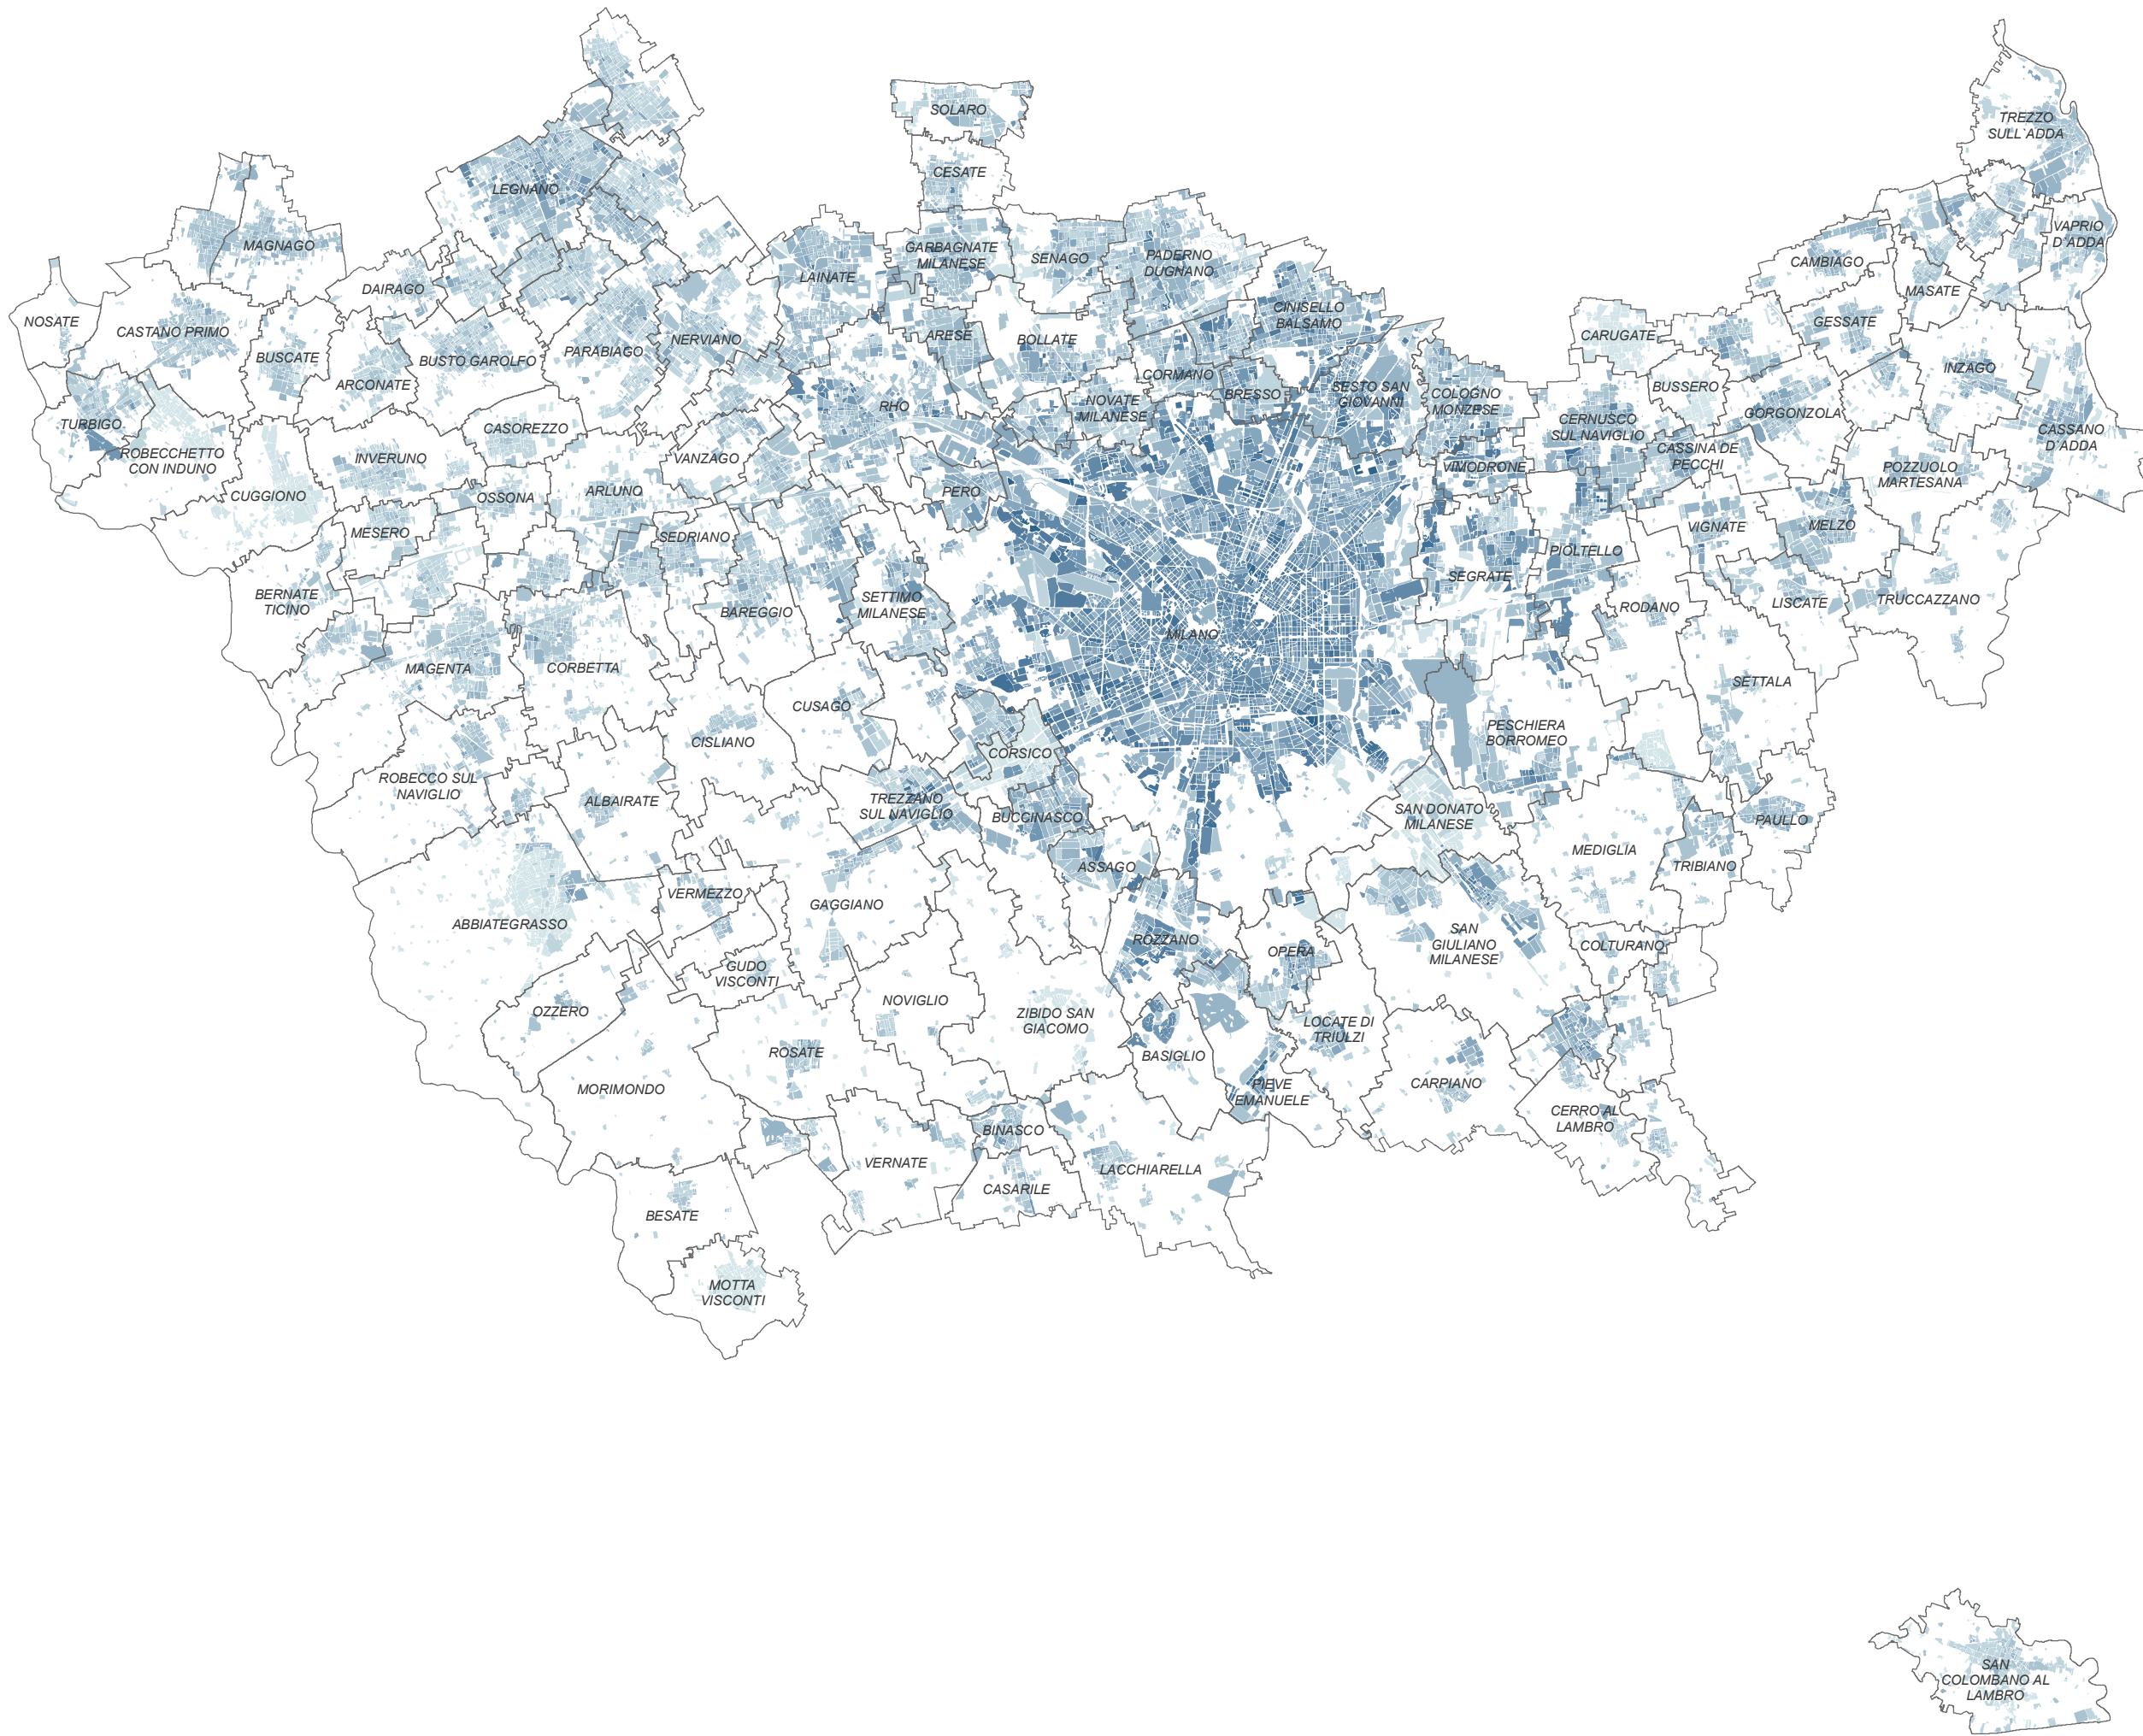 SOLARO
TREZZO
SULL`ADDA
CESATE
LEGNANO
MAGNAGO
GARBAGNATE
MILANESE
SENAGO
PADERNO
DUGNANO
VAPRIO
D`ADDA
LAINATE
CAMBIAGO
DAIRAGO
MASATE
NOSATE
CASTANO PRIMO
CINISELLO
BALSAMO
GESSATE
ARESE
BOLLATE
CARUGATE
NERVIANO
BUSCATE
BUSTO GAROLFO
PARABIAGO
INZAGO
ARCONATE
CORMANO
BUSSERO
SESTO SAN
GIOVANNI
BRESSO
COLOGNO
MONZESE
NOVATE
MILANESE
RHO
GORGONZOLA
TURBIGO
CASOREZZO
CERNUSCO
SUL NAVIGLIO
CASSANO
D`ADDA
ROBECCHETTO
CON INDUNO
INVERUNO
VANZAGO
CASSINA DE
PECCHI
VIMODRONE
POZZUOLO
MARTESANA
CUGGIONO
OSSONA
ARLUNO
PERO
MESERO
SEDRIANO
VIGNATE
MELZO
PIOLTELLO
SEGRATE
BERNATE
TICINO
BAREGGIO
SETTIMO
MILANESE
RODANO
LISCATE
TRUCCAZZANO
MILANO
MAGENTA
CORBETTA
SETTALA
CUSAGO
PESCHIERA
BORROMEO
CISLIANO
CORSICO
ROBECCO SUL
NAVIGLIO
ALBAIRATE
TREZZANO
SUL NAVIGLIO
BUCCINASCO
SAN DONATO
MILANESE
PAULLO
MEDIGLIA
ASSAGO
TRIBIANO
VERMEZZO
GAGGIANO
ABBIATEGRASSO
ROZZANO
SAN
GIULIANO
MILANESE
COLTURANO
OPERA
GUDO
VISCONTI
NOVIGLIO
OZZERO
ZIBIDO SAN
GIACOMO
LOCATE DI
TRIULZI
ROSATE
BASIGLIO
MORIMONDO
PIEVE
EMANUELE
CARPIANO
CERRO AL
LAMBRO
BINASCO
VERNATE
LACCHIARELLA
CASARILE
BESATE
MOTTA
VISCONTI
SAN
COLOMBANO AL
LAMBRO